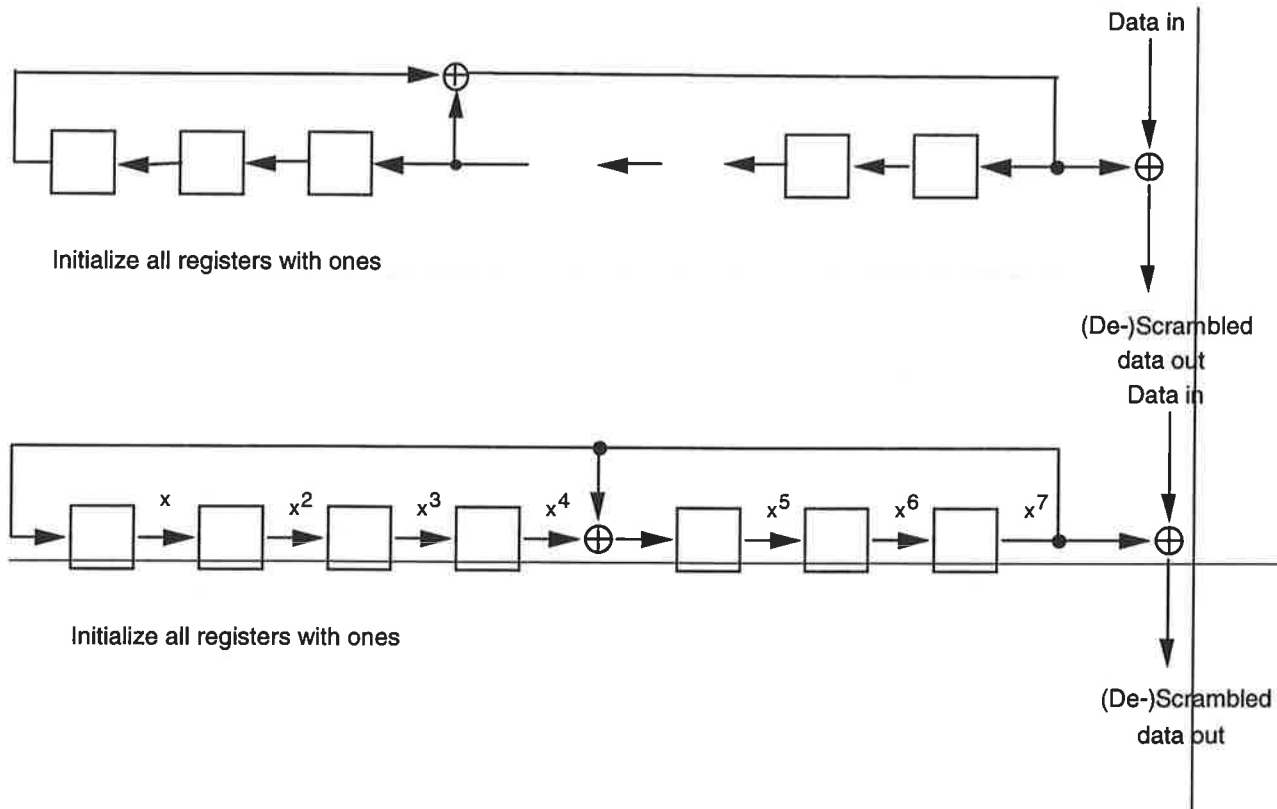 Data in
Initialize all registers with ones
(De-)Scrambled
data out
Data in
x x2 x3 x4 x5 x6 x7
Initialize all registers with ones
(De-)Scrambled
data out